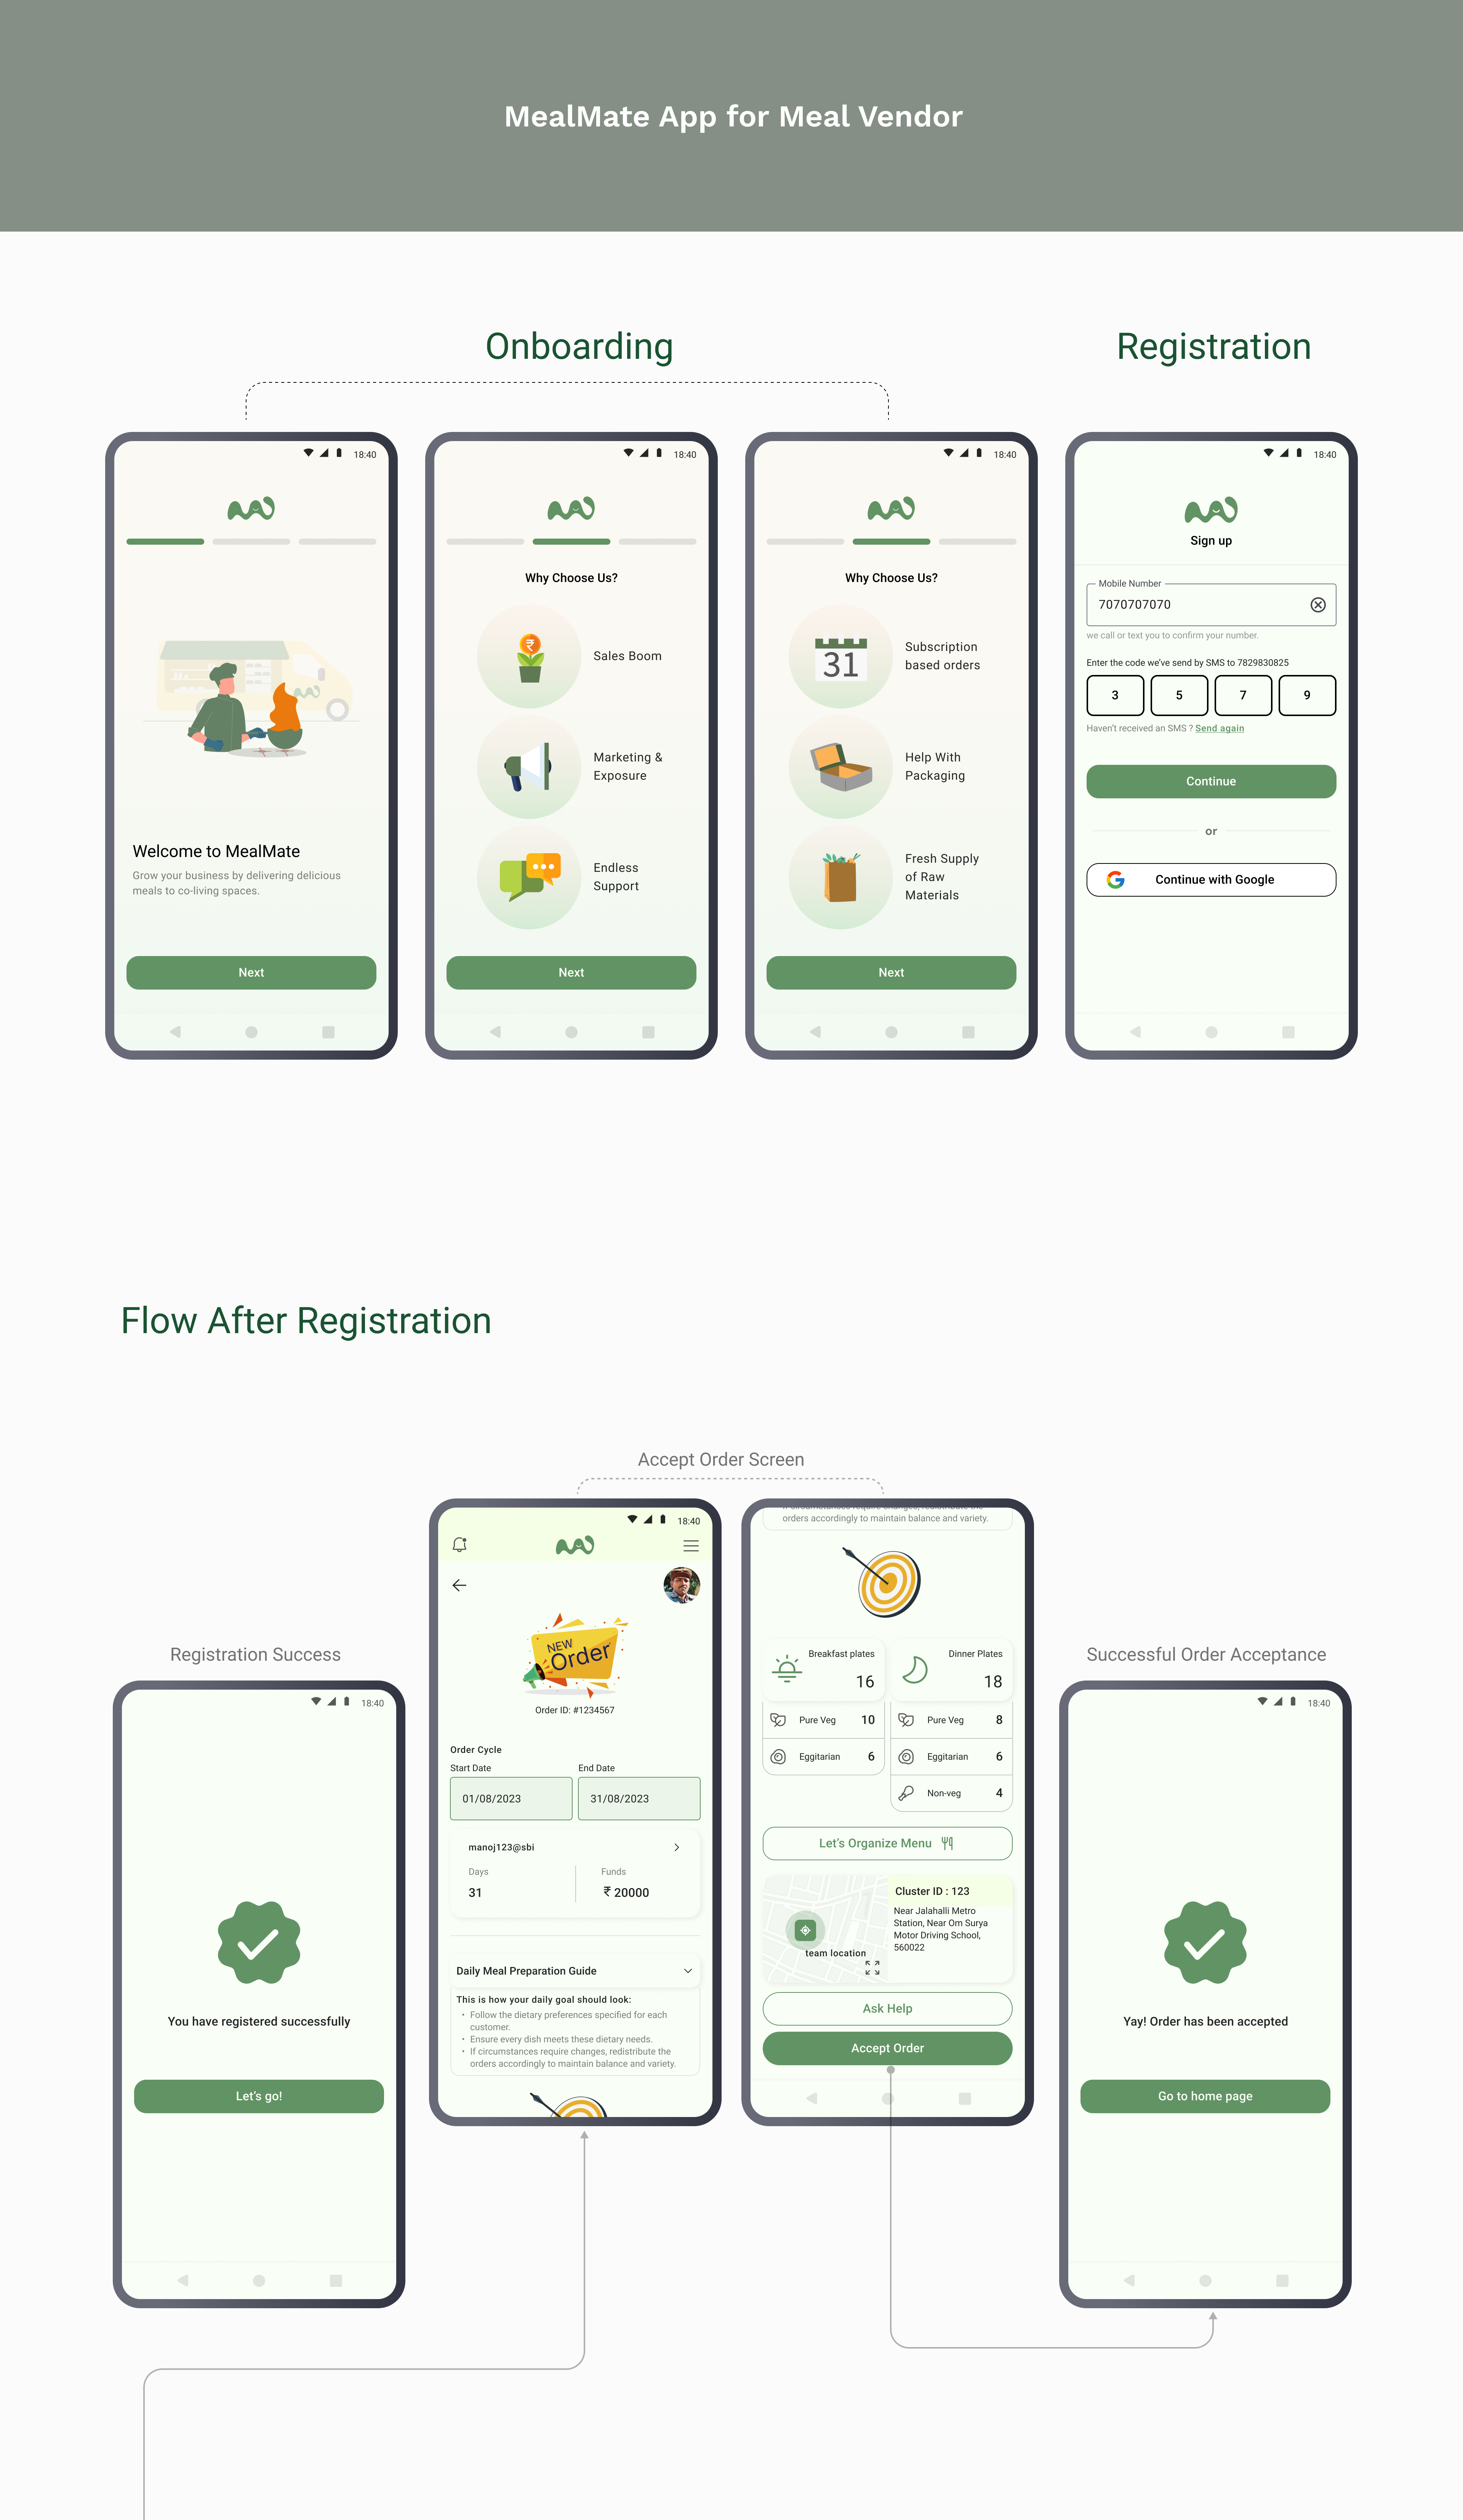 MealMate App for Meal Vendor
Onboarding
Registration
18:40
Welcome to MealMate
Grow your business by delivering delicious
meals to co-living spaces.
Next
18:40
Why Choose Us?
Sales Boom
Marketing &
Exposure
Endless
Support
Next
18:40
Why Choose Us?
31
Subscription
based orders
Help With
Packaging
Fresh Supply
of Raw
Materials
Next
18:40
Sign up
Mobile Number
7070707070
we call or text you to confirm your number.
Enter the code we've send by SMS to 7829830825
3 5 7 9
Haven't received an SMS ? Send again
Continue
or
Continue with Google
Flow After Registration
Accept Order Screen
Registration Success
18:40
You have registered successfully
Let's go!
18:40
NEW
Order
Order ID: #1234567
Order Cycle
Start Date End Date
01/08/2023 31/08/2023
manoj123@sbi
Days Funds
31 ₹ 20000
Daily Meal Preparation Guide
This is how your daily goal should look:
• Follow the dietary preferences specified for each
customer.
• Ensure every dish meets these dietary needs.
• If circumstances require changes, redistribute the
orders accordingly to maintain balance and variety.
If circumstances require changes, redistribute the
orders accordingly to maintain balance and variety.
Breakfast plates
16
Pure Veg 10
Eggitarian 6
Dinner Plates
18
Pure Veg 8
Eggitarian 6
Non-veg 4
Let's Organize Menu
team location
Cluster ID : 123
Near Jalahalli Metro
Station, Near Om Surya
Motor Driving School,
560022
Ask Help
Accept Order
Successful Order Acceptance
18:40
Yay! Order has been accepted
Go to home page